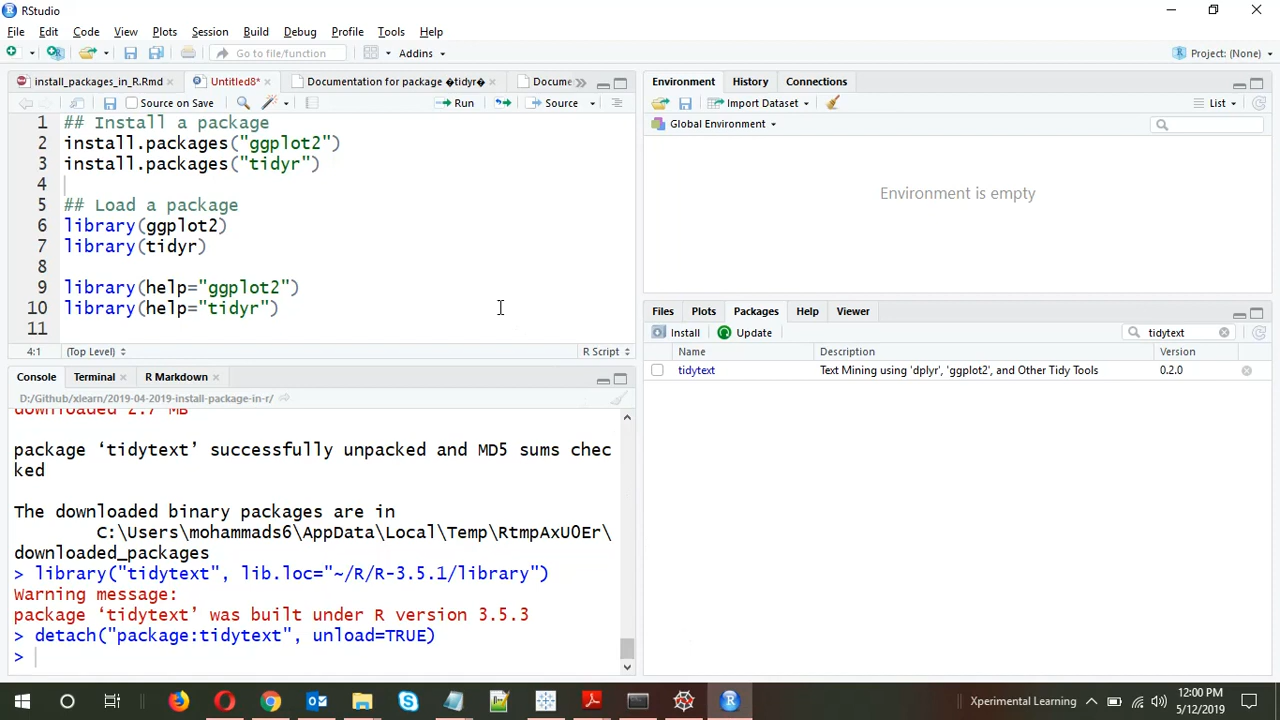 RStudio
File Edit Code View Plots Session Build Debug Profile Tools Help
Go to file/function Addins Project: (None)
install_packages_in_R.Rmd Untitled8* Documentation for package �tidyr� Docume
Source on Save Run Source
1 ## Install a package
2 install.packages("ggplot2")
3 install.packages("tidyr")
4
5 ## Load a package
6 library(ggplot2)
7 library(tidyr)
8
9 library(help="ggplot2")
10 library(help="tidyr")
11
4:1 (Top Level) R Script
Console Terminal R Markdown
D:/Github/xlearn/2019-04-2019-install-package-in-r/
downloaded 2.7 MB
package ‘tidytext’ successfully unpacked and MD5 sums chec
ked
The downloaded binary packages are in
C:\Users\mohammads6\AppData\Local\Temp\RtmpAxU0Er\
downloaded_packages
> library("tidytext", lib.loc="~/R/R-3.5.1/library")
Warning message:
package ‘tidytext’ was built under R version 3.5.3
> detach("package:tidytext", unload=TRUE)
>
Environment History Connections
Import Dataset List
Global Environment
Environment is empty
Files Plots Packages Help Viewer
Install Update tidytext
Name Description Version
tidytext Text Mining using 'dplyr', 'ggplot2', and Other Tidy Tools 0.2.0
Xperimental Learning
12:00 PM
5/12/2019